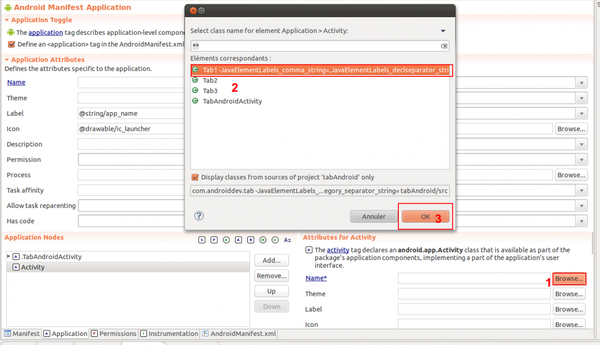 Android Manifest Application
Application Toggle
The application tag describes application-level compo
Define an <application> tag in the AndroidManifest.xml
Application Attributes
Defines the attributes specific to the application.
Name
Theme
Label @string/app_name
Icon @drawable/ic_launcher
Browse...
Description
Permission
Process
Browse...
Task affinity
Allow task reparenting
Has code
Select class name for element Application > Activity:
**
Eléments correspondants :
Tab1 -JavaElementLabels_comma_string=,JavaElementLabels_declseparator_stri
Tab2
Tab3
TabAndroidActivity
2
Display classes from sources of project 'tabAndroid' only
com.androiddev.tab -JavaElementLabels_...egory_separator_string= tabAndroid/src
Annuler
OK
3
Application Nodes
.TabAndroidActivity
Activity
Add...
Remove...
Up
Down
Attributes for Activity
The activity tag declares an android.app.Activity class that is available as part of the
package's application components, implementing a part of the application's user
interface.
Name*
1
Browse...
Theme
Browse...
Label
Browse...
Icon
Browse...
Manifest
Application
Permissions
Instrumentation
AndroidManifest.xml